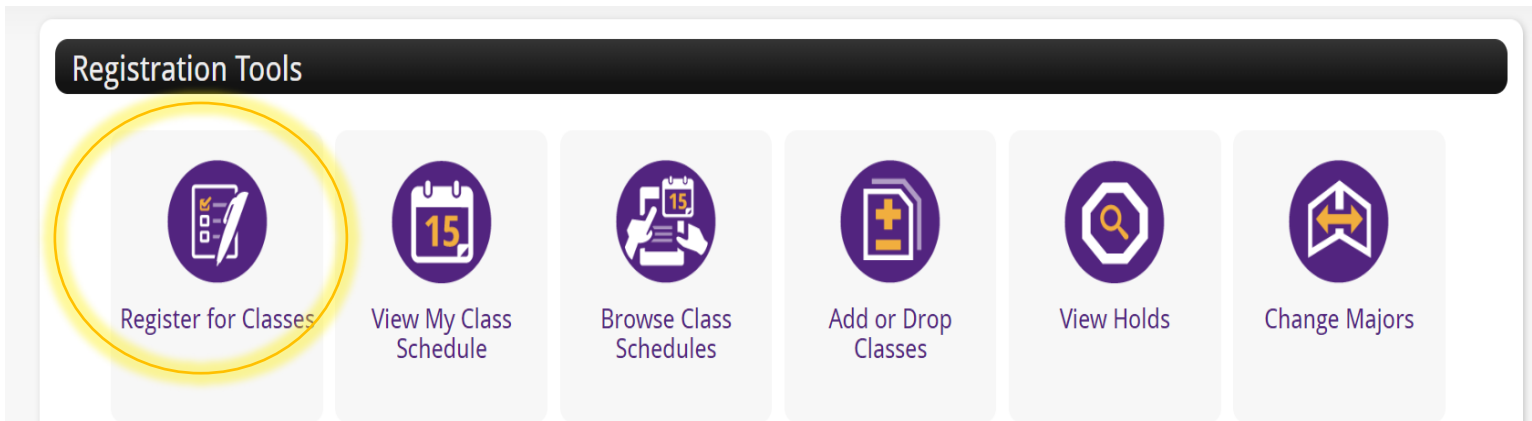 Registration Tools
15
15
Register for Classes
View My Class
Schedule
Browse Class
Schedules
Add or Drop
Classes
View Holds
Change Majors